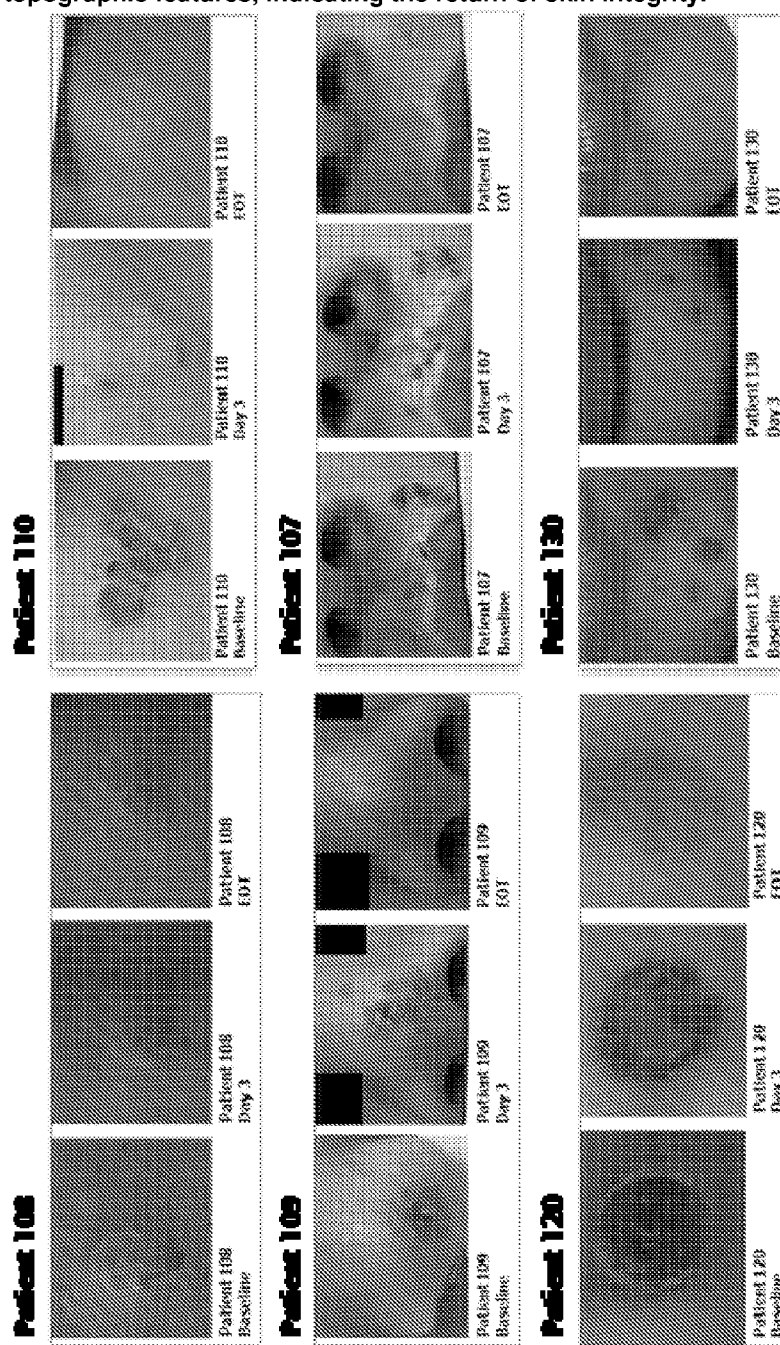 topographic features, indicating the return of skin integrity.
Patient 108
Patient 108
Baseline
Patient 108
Day 3
Patient 108
EOT
Patient 110
Patient 110
Baseline
Patient 110
Day 3
Patient 110
EOT
Patient 109
Patient 109
Baseline
Patient 109
Day 3
Patient 109
EOT
Patient 107
Patient 107
Baseline
Patient 107
Day 3
Patient 107
EOT
Patient 120
Patient 120
Baseline
Patient 120
Day 3
Patient 120
EOT
Patient 130
Patient 130
Baseline
Patient 130
Day 3
Patient 130
EOT